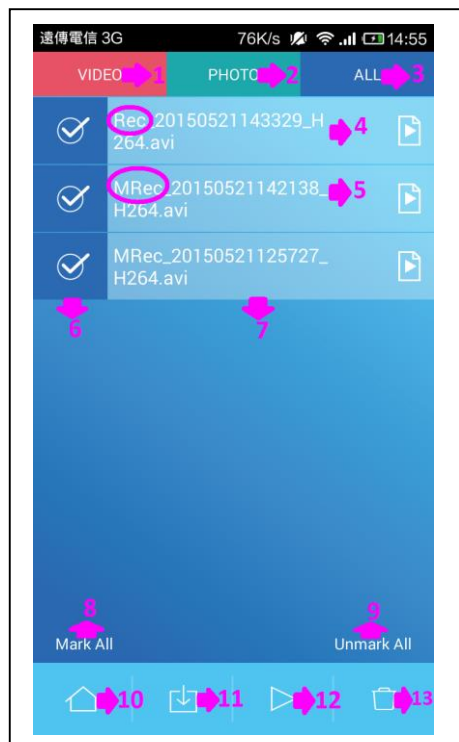 遠傳電信 3G 76K/s 14:55
VIDEO 1 PHOTO 2 ALL 3
Rec_20150521143329_H 4
264.avi
MRec_20150521142138_ 5
H264.avi
MRec_20150521125727_
H264.avi
6 7
8 9
Mark All Unmark All
10 11 12 13